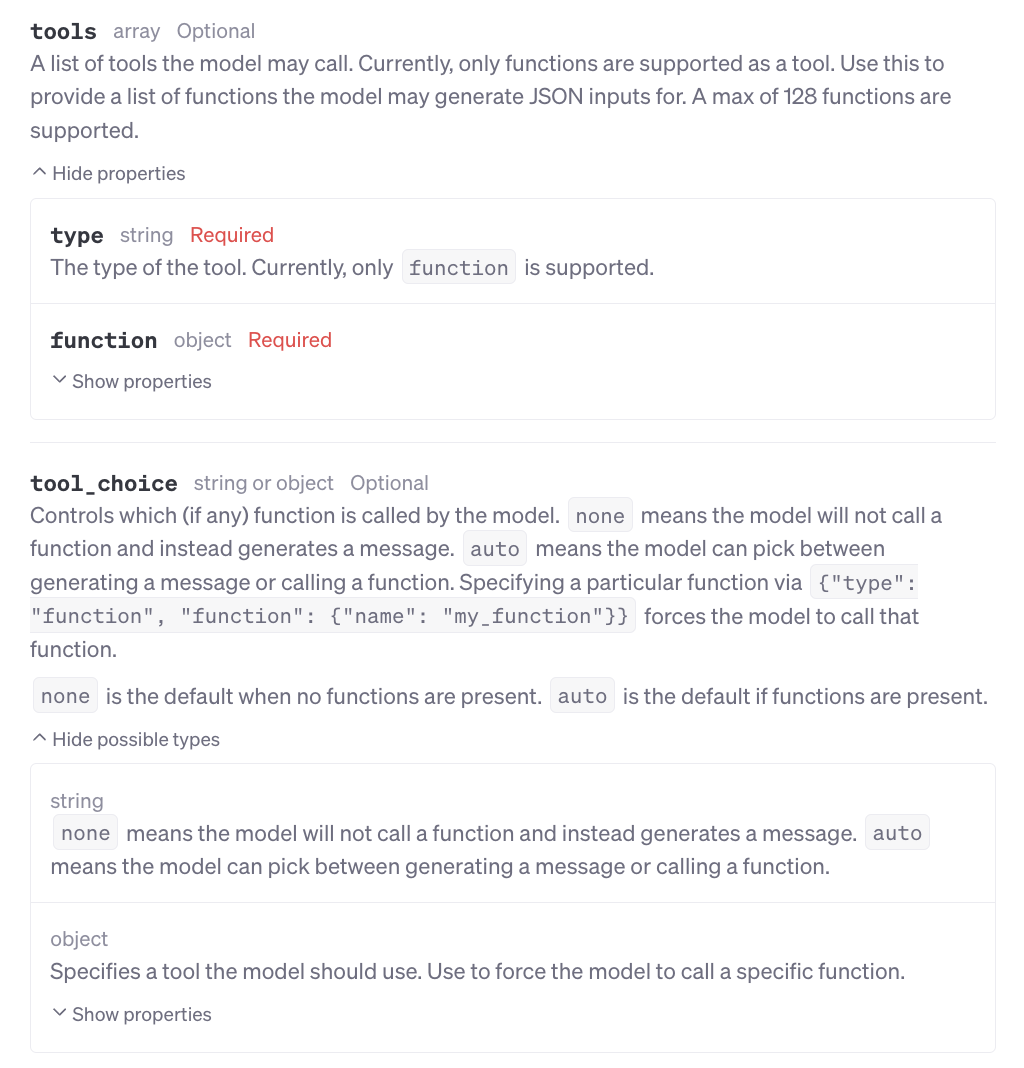 tools array Optional
A list of tools the model may call. Currently, only functions are supported as a tool. Use this to
provide a list of functions the model may generate JSON inputs for. A max of 128 functions are
supported.
Hide properties
type string Required
The type of the tool. Currently, only function is supported.
function object Required
Show properties
tool_choice string or object Optional
Controls which (if any) function is called by the model. none means the model will not call a
function and instead generates a message. auto means the model can pick between
generating a message or calling a function. Specifying a particular function via {"type":
"function", "function": {"name": "my_function"}} forces the model to call that
function.
none is the default when no functions are present. auto is the default if functions are present.
Hide possible types
string
none means the model will not call a function and instead generates a message. auto
means the model can pick between generating a message or calling a function.
object
Specifies a tool the model should use. Use to force the model to call a specific function.
Show properties